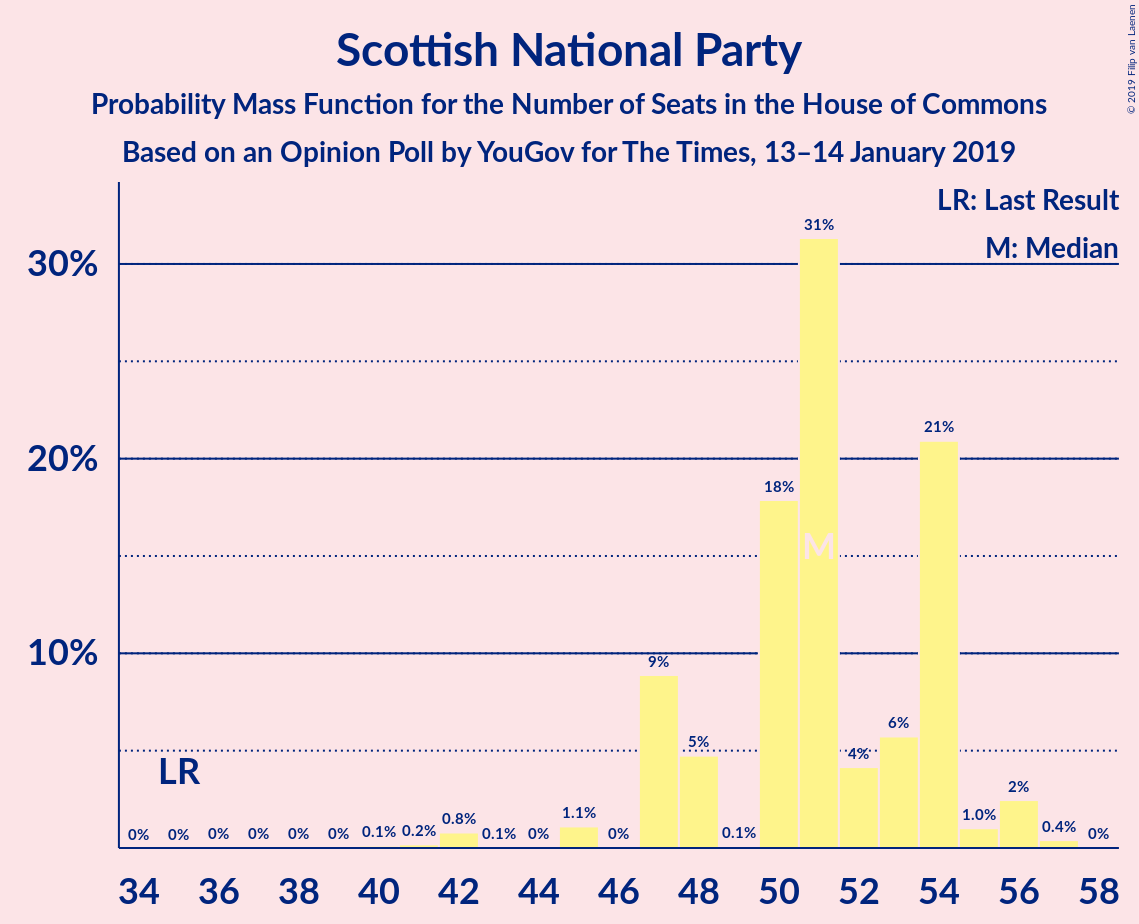 Scottish National Party
Probability Mass Function for the Number of Seats in the House of Commons
Based on an Opinion Poll by YouGov for The Times, 13–14 January 2019
© 2019 Filip van Laenen
LR: Last Result
M: Median
30%
20%
10%
31%
21%
18%
M
9%
6%
5%
4%
LR
2%
1.1%
1.0%
0.8%
0.4%
0% 0% 0% 0% 0% 0% 0.1% 0.2% 0.1% 0% 0% 0.1% 0%
34 36 38 40 42 44 46 48 50 52 54 56 58